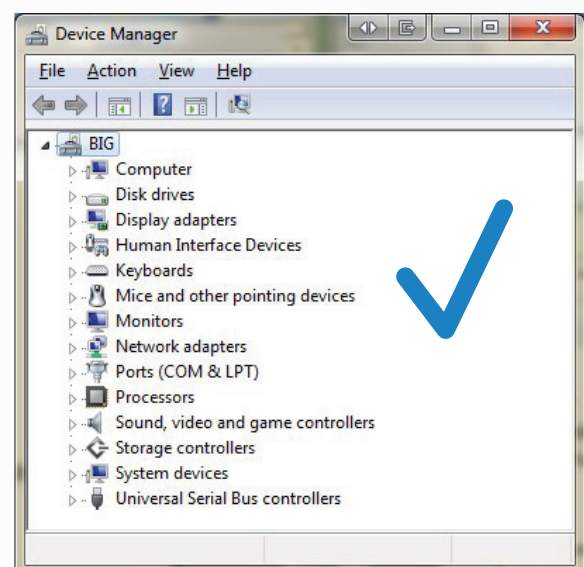 Device Manager
File Action View Help
BIG
Computer
Disk drives
Display adapters
Human Interface Devices
Keyboards
Mice and other pointing devices
Monitors
Network adapters
Ports (COM & LPT)
Processors
Sound, video and game controllers
Storage controllers
System devices
Universal Serial Bus controllers